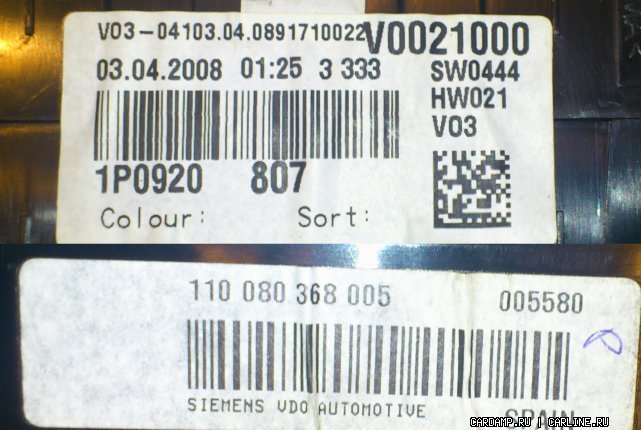 V03-04103.04.0891710022 V0021000
03.04.2008 01:25 3 333 SW0444
HW021
V03
1P0920 807
Colour: Sort:
110 080 368 005 005580
SIEMENS VDO AUTOMOTIVE SPAIN
CARDAMP.RU | CARLINE.RU